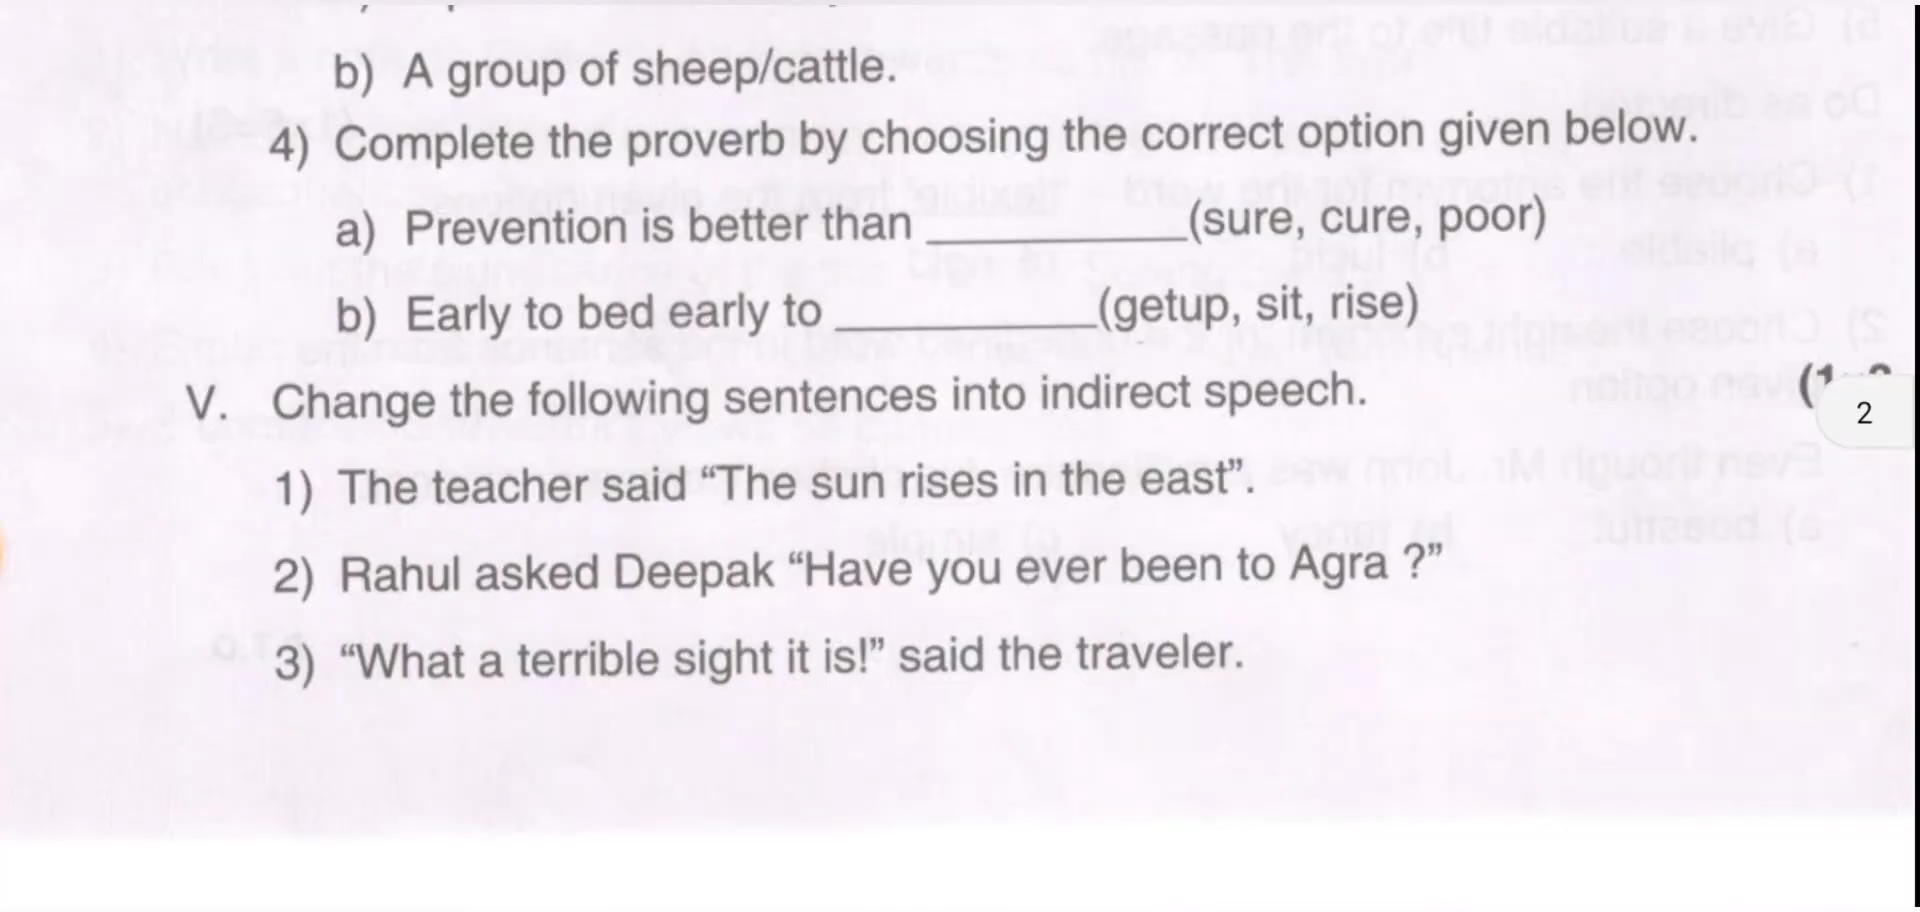 b) A group of sheep/cattle.
4) Complete the proverb by choosing the correct option given below.
a) Prevention is better than __________(sure, cure, poor)
b) Early to bed early to __________(getup, sit, rise)
V. Change the following sentences into indirect speech.
2
1) The teacher said “The sun rises in the east”.
2) Rahul asked Deepak “Have you ever been to Agra ?”
3) “What a terrible sight it is!” said the traveler.